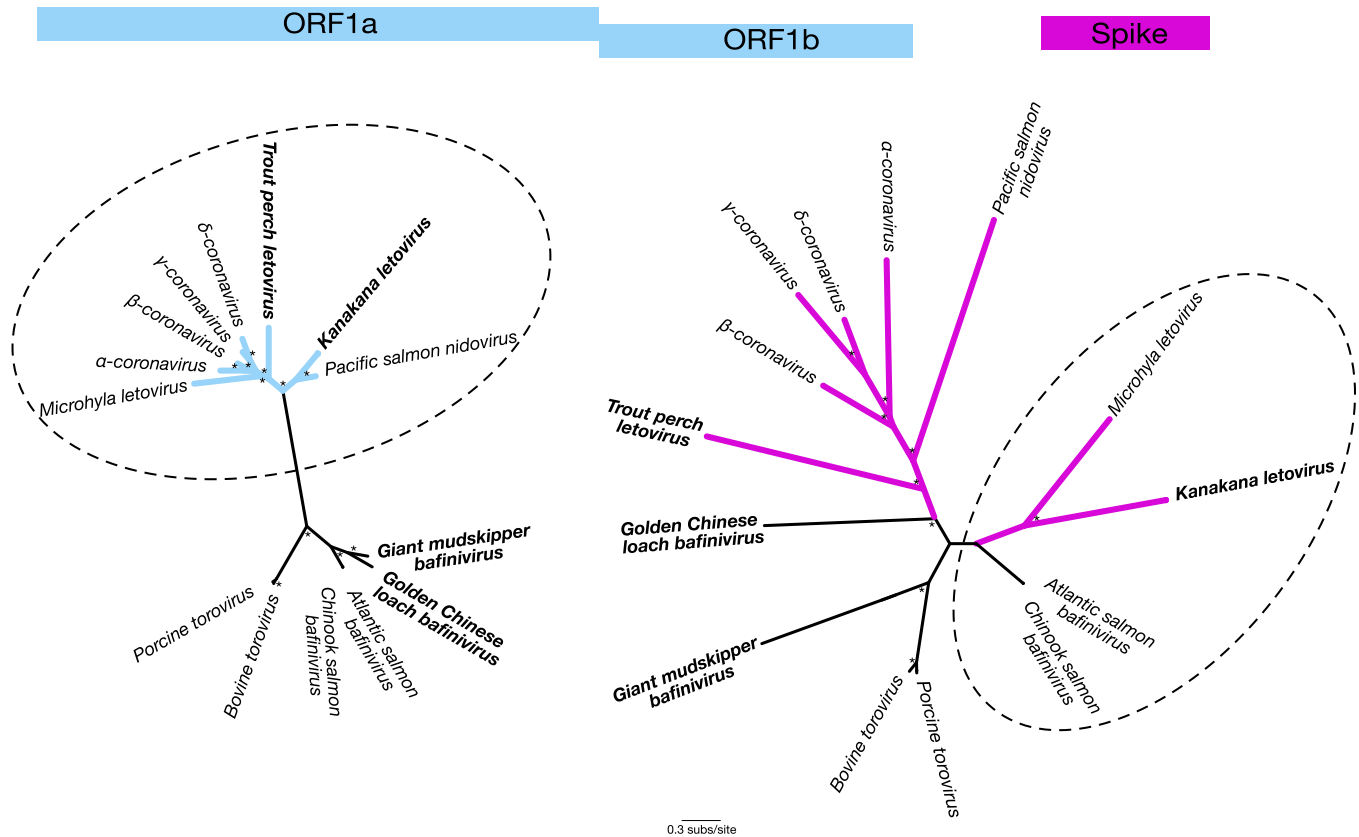 ORF1a
ORF1b
Spike
Trout perch letovirus
Kanakana letovirus
δ-coronavirus
γ-coronavirus
β-coronavirus
α-coronavirus
Microhyla letovirus
Pacific salmon nidovirus
Giant mudskipper
bafinivirus
Golden Chinese
loach bafinivirus
Atlantic salmon
bafinivirus
Chinook salmon
bafinivirus
Bovine torovirus
Porcine torovirus
Pacific salmon
nidovirus
α-coronavirus
δ-coronavirus
γ-coronavirus
β-coronavirus
Trout perch
letovirus
Golden Chinese
loach bafinivirus
Giant mudskipper
bafinivirus
Bovine torovirus
Porcine torovirus
Microhyla letovirus
Kanakana letovirus
Atlantic salmon
bafinivirus
Chinook salmon
bafinivirus
0.3 subs/site